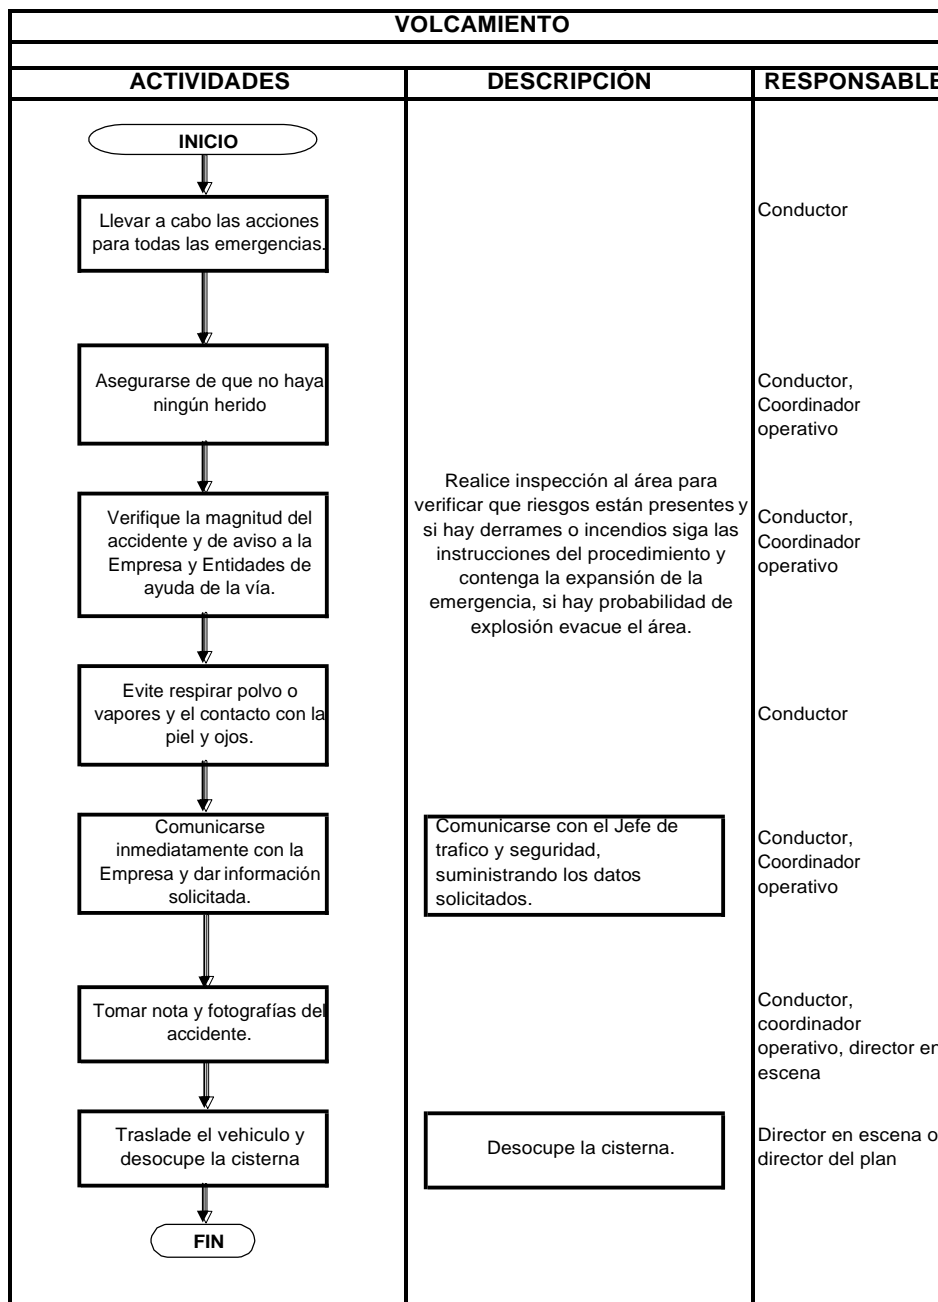 VOLCAMIENTO
ACTIVIDADES
DESCRIPCIÓN
RESPONSABLE
INICIO
Llevar a cabo las acciones
para todas las emergencias.
Conductor
Asegurarse de que no haya
ningún herido
Conductor,
Coordinador
operativo
Verifique la magnitud del
accidente y de aviso a la
Empresa y Entidades de
ayuda de la vía.
Realice inspección al área para
verificar que riesgos están presentes y
si hay derrames o incendios siga las
instrucciones del procedimiento y
contenga la expansión de la
emergencia, si hay probabilidad de
explosión evacue el área.
Conductor,
Coordinador
operativo
Evite respirar polvo o
vapores y el contacto con la
piel y ojos.
Conductor
Comunicarse
inmediatamente con la
Empresa y dar información
solicitada.
Comunicarse con el Jefe de
trafico y seguridad,
suministrando los datos
solicitados.
Conductor,
Coordinador
operativo
Tomar nota y fotografías del
accidente.
Conductor,
coordinador
operativo, director en
escena
Traslade el vehiculo y
desocupe la cisterna
Desocupe la cisterna.
Director en escena o
director del plan
FIN